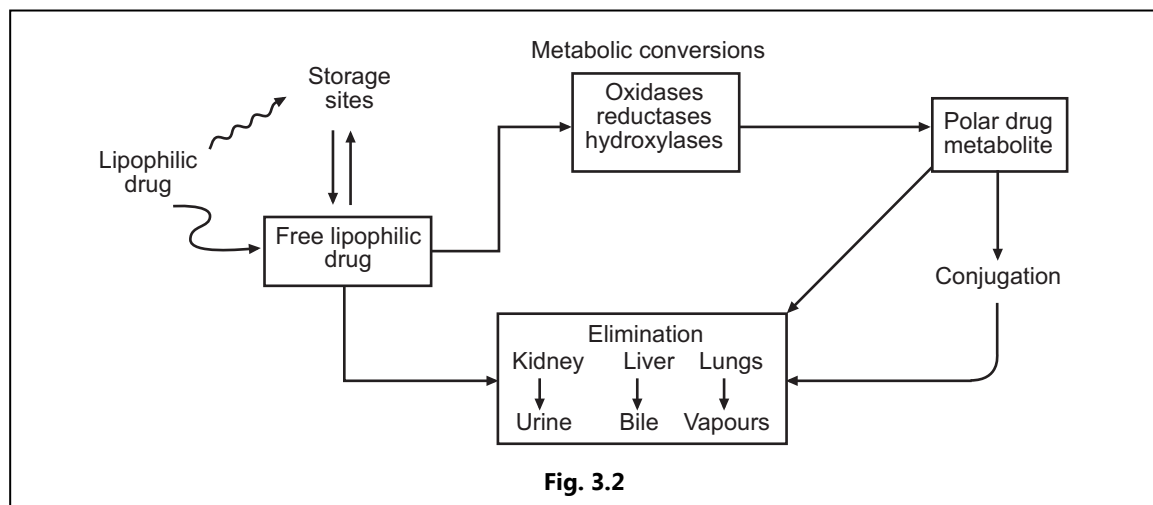 Metabolic conversions
Storage
sites
Oxidases
reductases
hydroxylases
Polar drug
metabolite
Lipophilic
drug
Free lipophilic
drug
Conjugation
Elimination
Kidney Liver Lungs
Urine Bile Vapours
Fig. 3.2